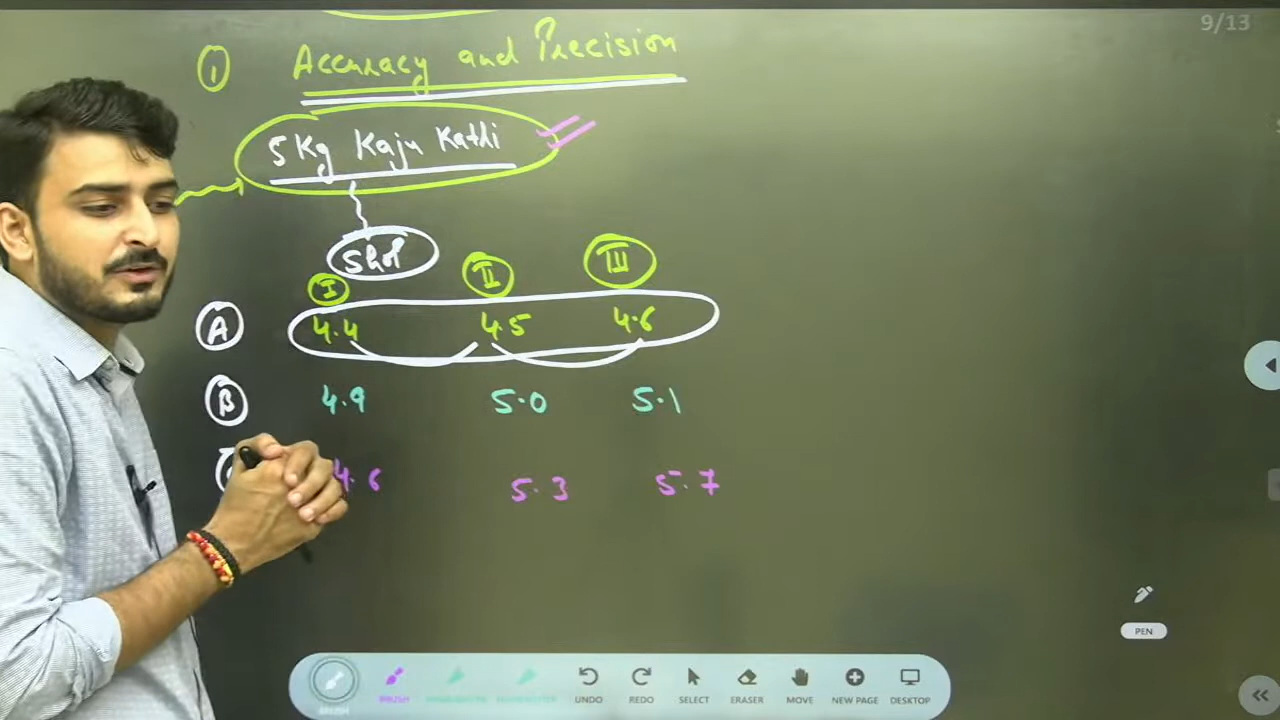 9/13
① Accuracy and Precision
5 Kg Kaju Katli
I II III
A 4.4 4.5 4.6
B 4.9 5.0 5.1
4.6 5.3 5.7
PEN
BRUSH UNDO REDO SELECT ERASER MOVE NEW PAGE DESKTOP